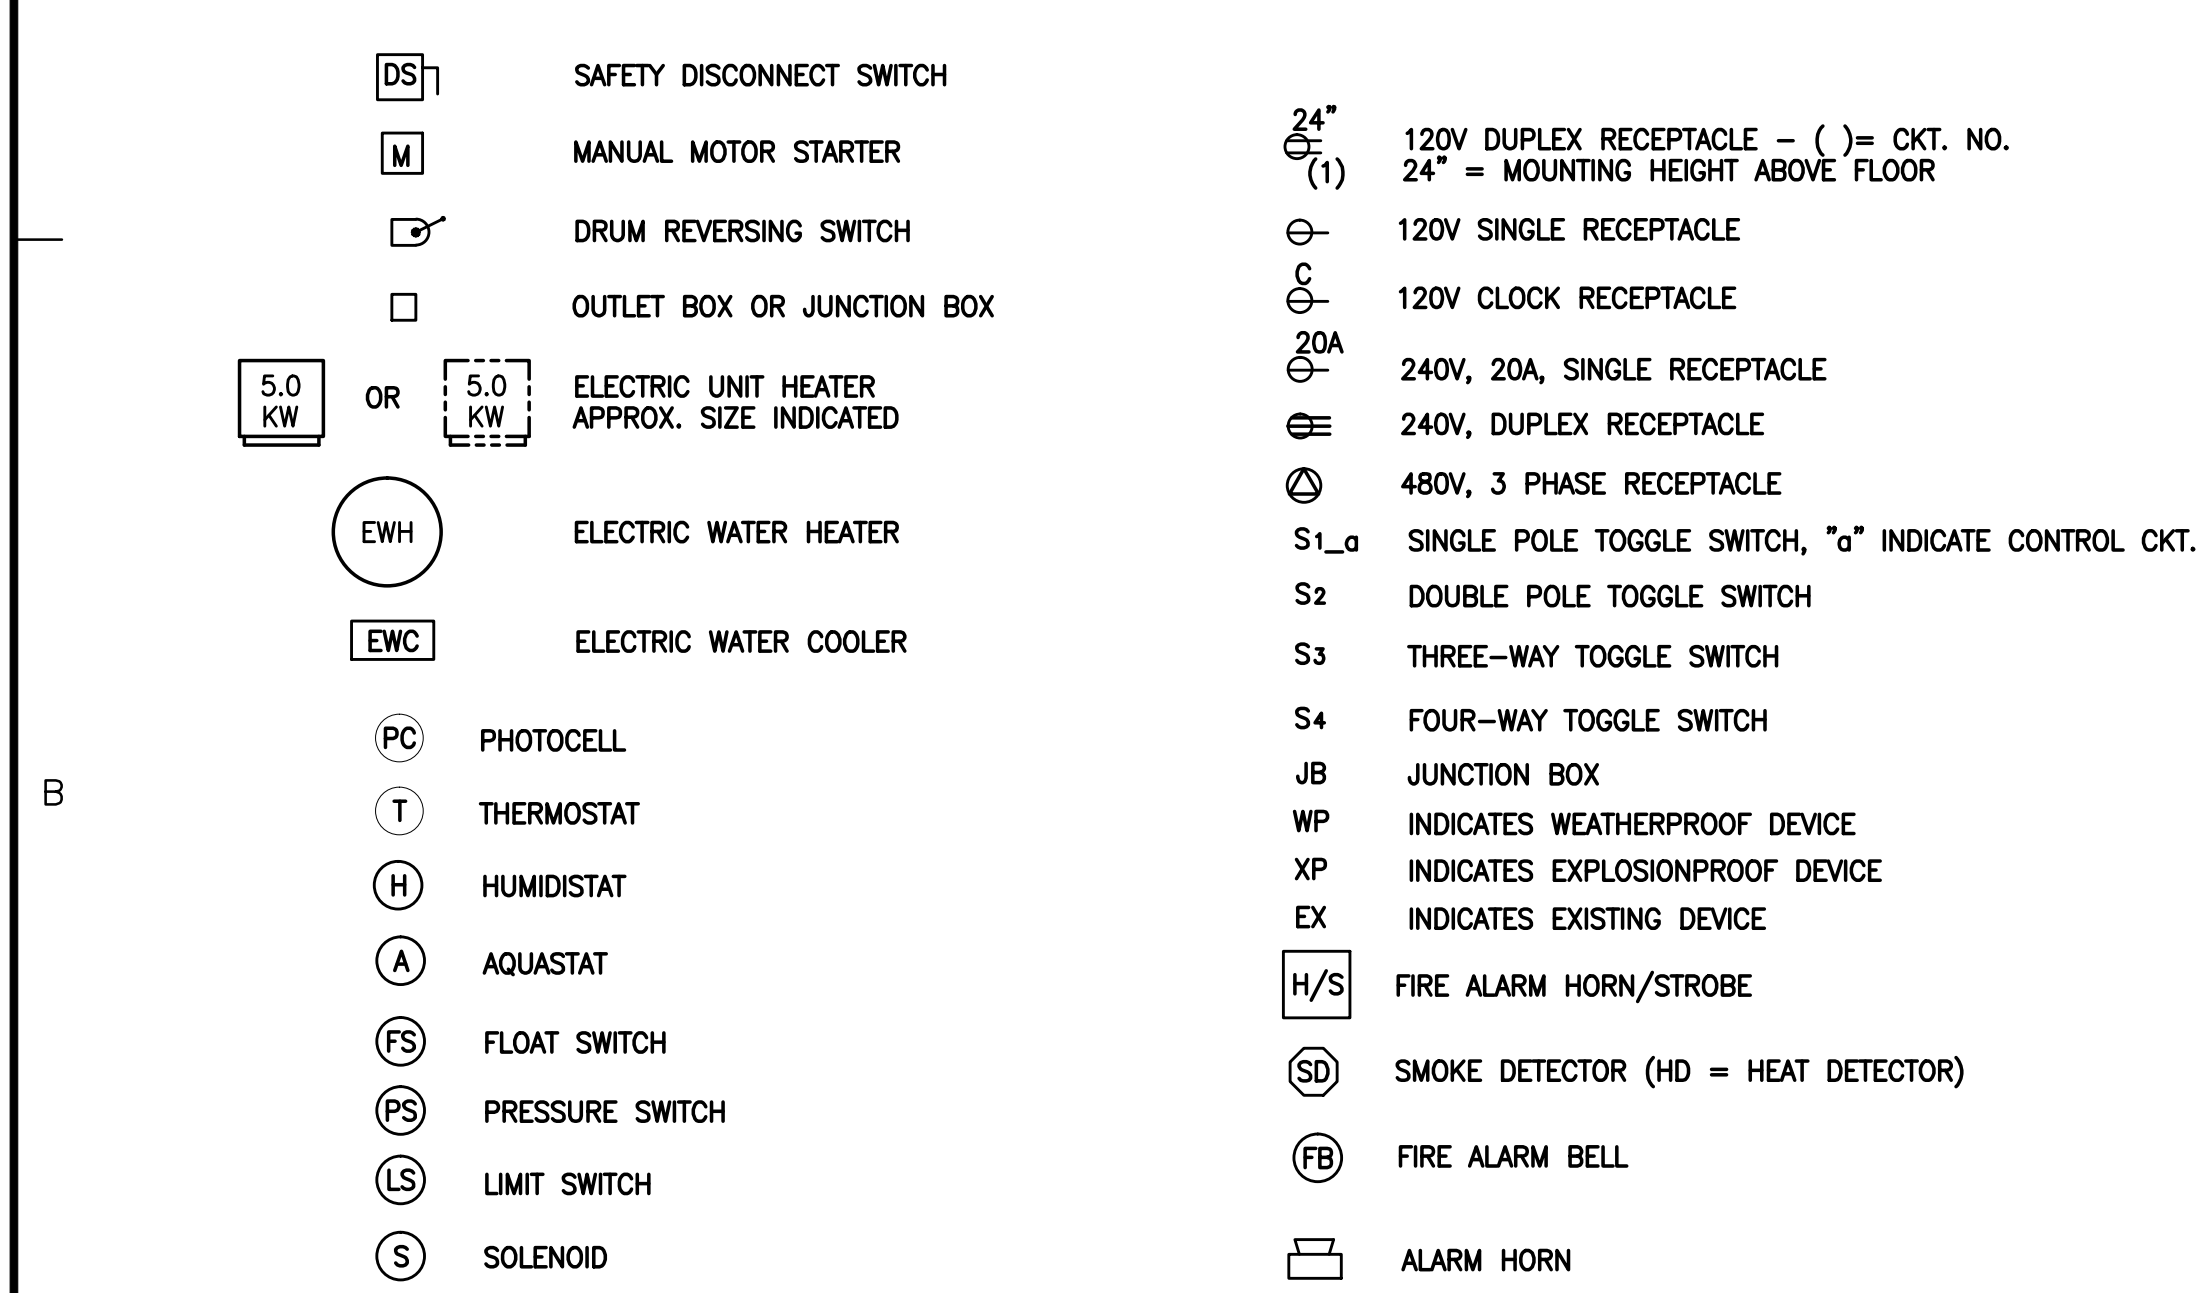 DS SAFETY DISCONNECT SWITCH
M MANUAL MOTOR STARTER
DRUM REVERSING SWITCH
OUTLET BOX OR JUNCTION BOX
5.0 KW OR 5.0 KW ELECTRIC UNIT HEATER
APPROX. SIZE INDICATED
EWH ELECTRIC WATER HEATER
EWC ELECTRIC WATER COOLER
PC PHOTOCELL
B
T THERMOSTAT
H HUMIDISTAT
A AQUASTAT
FS FLOAT SWITCH
PS PRESSURE SWITCH
LS LIMIT SWITCH
S SOLENOID
24"
120V DUPLEX RECEPTACLE - ( )= CKT. NO.
(1) 24" = MOUNTING HEIGHT ABOVE FLOOR
120V SINGLE RECEPTACLE
C
120V CLOCK RECEPTACLE
20A
240V, 20A, SINGLE RECEPTACLE
240V, DUPLEX RECEPTACLE
480V, 3 PHASE RECEPTACLE
S1_a SINGLE POLE TOGGLE SWITCH, "a" INDICATE CONTROL CKT.
S2 DOUBLE POLE TOGGLE SWITCH
S3 THREE-WAY TOGGLE SWITCH
S4 FOUR-WAY TOGGLE SWITCH
JB JUNCTION BOX
WP INDICATES WEATHERPROOF DEVICE
XP INDICATES EXPLOSIONPROOF DEVICE
EX INDICATES EXISTING DEVICE
H/S FIRE ALARM HORN/STROBE
SD SMOKE DETECTOR (HD = HEAT DETECTOR)
FB FIRE ALARM BELL
ALARM HORN